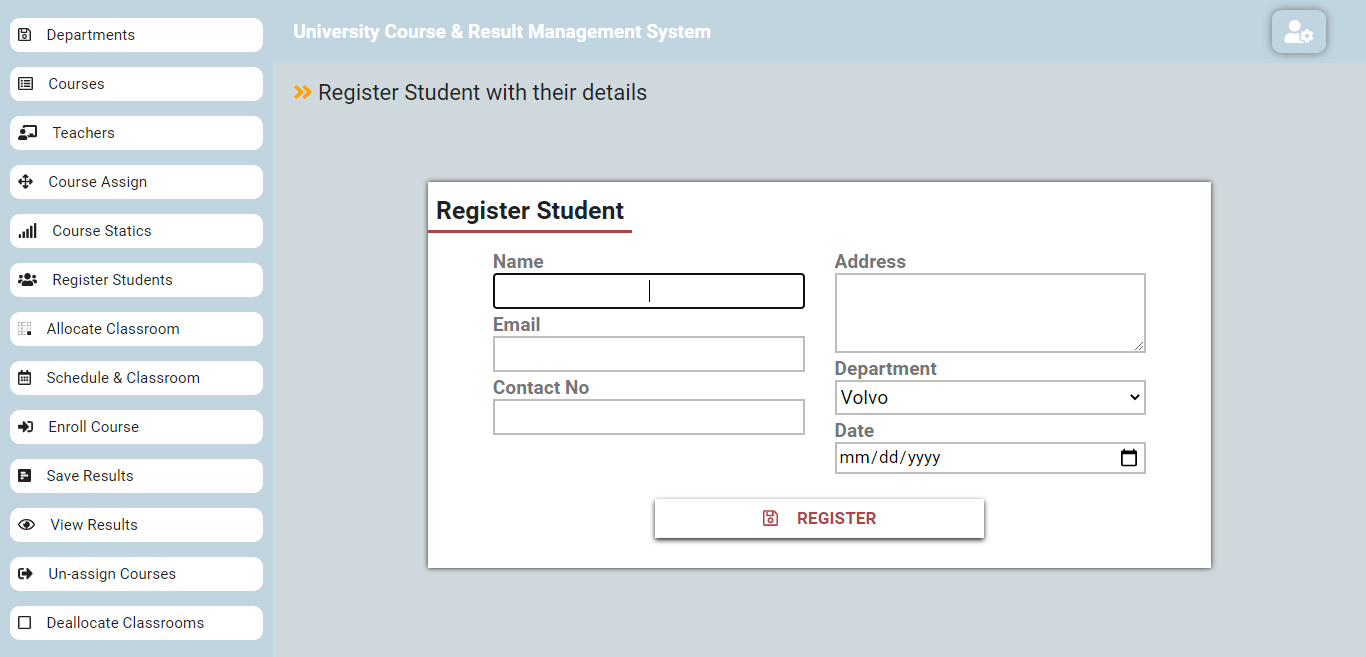 Departments
Courses
Teachers
Course Assign
Course Statics
Register Students
Allocate Classroom
Schedule & Classroom
Enroll Course
Save Results
View Results
Un-assign Courses
Deallocate Classrooms
University Course & Result Management System
Register Student with their details
Register Student
Name
Email
Contact No
Address
Department
Volvo
Date
mm/dd/yyyy
REGISTER